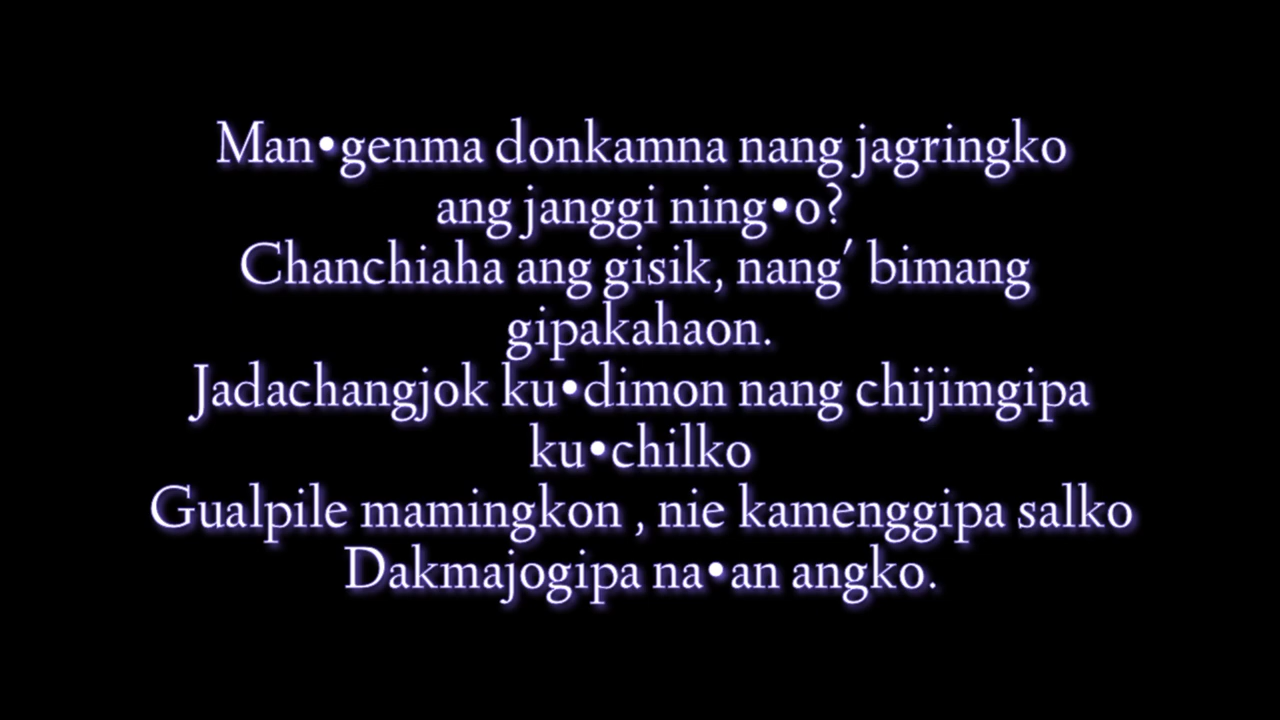 Man•genma donkamna nang jagringko
ang janggi ning•o?
Chanchiaha ang gisik, nang' bimang
gipakahaon.
Jadachangjok ku•dimon nang chijimgipa
ku•chilko
Gualpile mamingkon , nie kamenggipa salko
Dakmajogipa na•an angko.